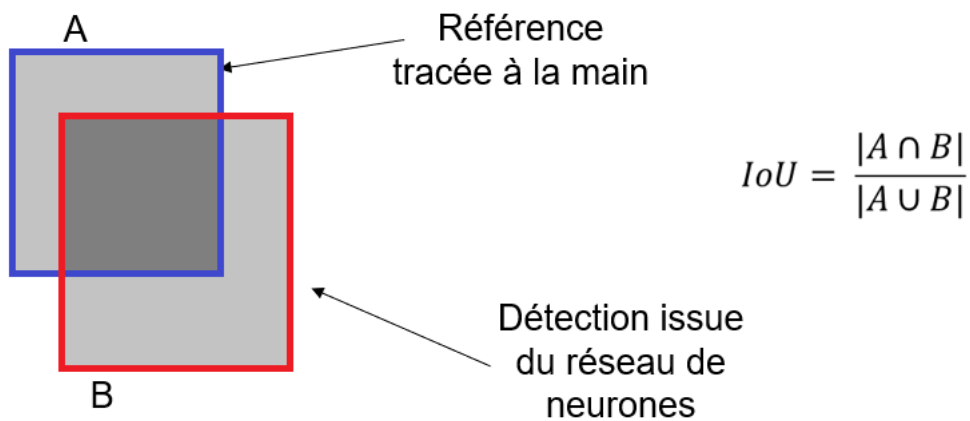 A
Référence
tracée à la main
IoU = |A ∩ B| / |A ∪ B|
Détection issue
du réseau de
neurones
B